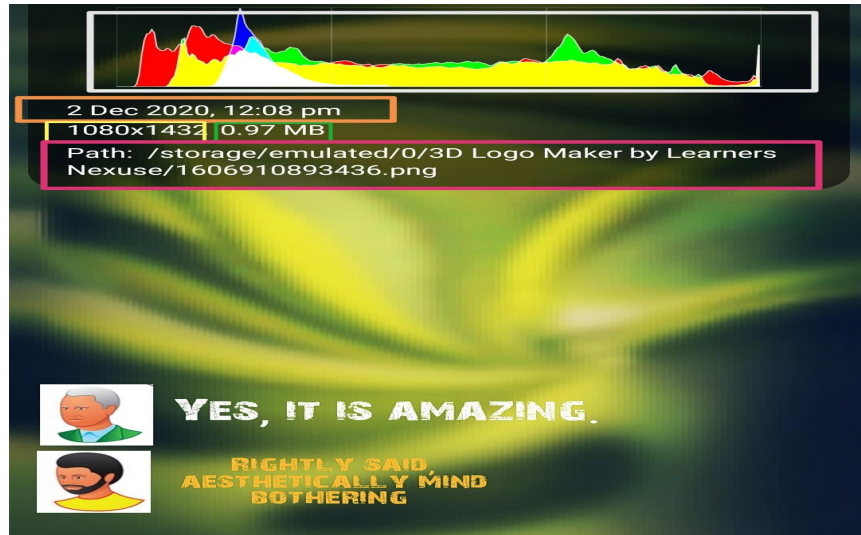 2 Dec 2020, 12:08 pm
1080x1432 0.97 MB
Path: /storage/emulated/0/3D Logo Maker by Learners
Nexuse/1606910893436.png
YES, IT IS AMAZING.
RIGHTLY SAID,
AESTHETICALLY MIND
BOTHERING